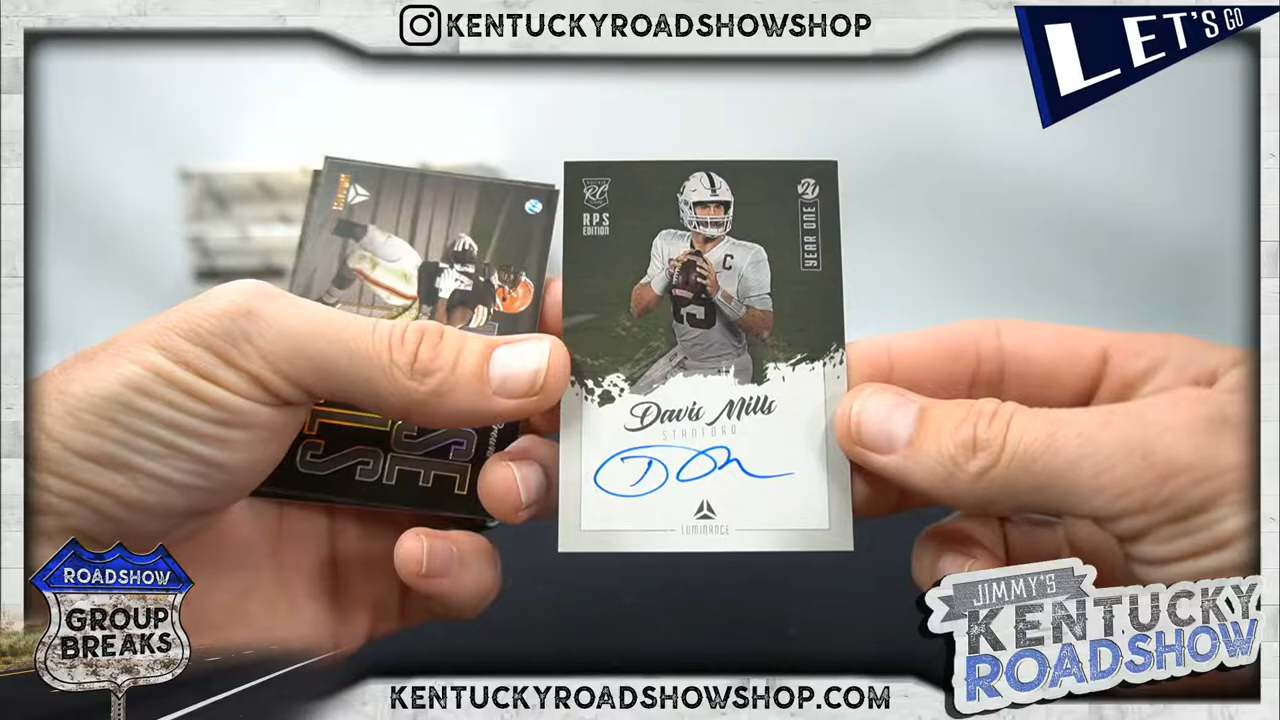 KENTUCKYROADSHOWSHOP
LET'S GO
RC
RPS
EDITION
21
YEAR ONE
C
15
Davis Mills
STANFORD
LUMINANCE
ROADSHOW
GROUP
BREAKS
JIMMY'S
KENTUCKY
ROADSHOW
KENTUCKYROADSHOWSHOP.COM